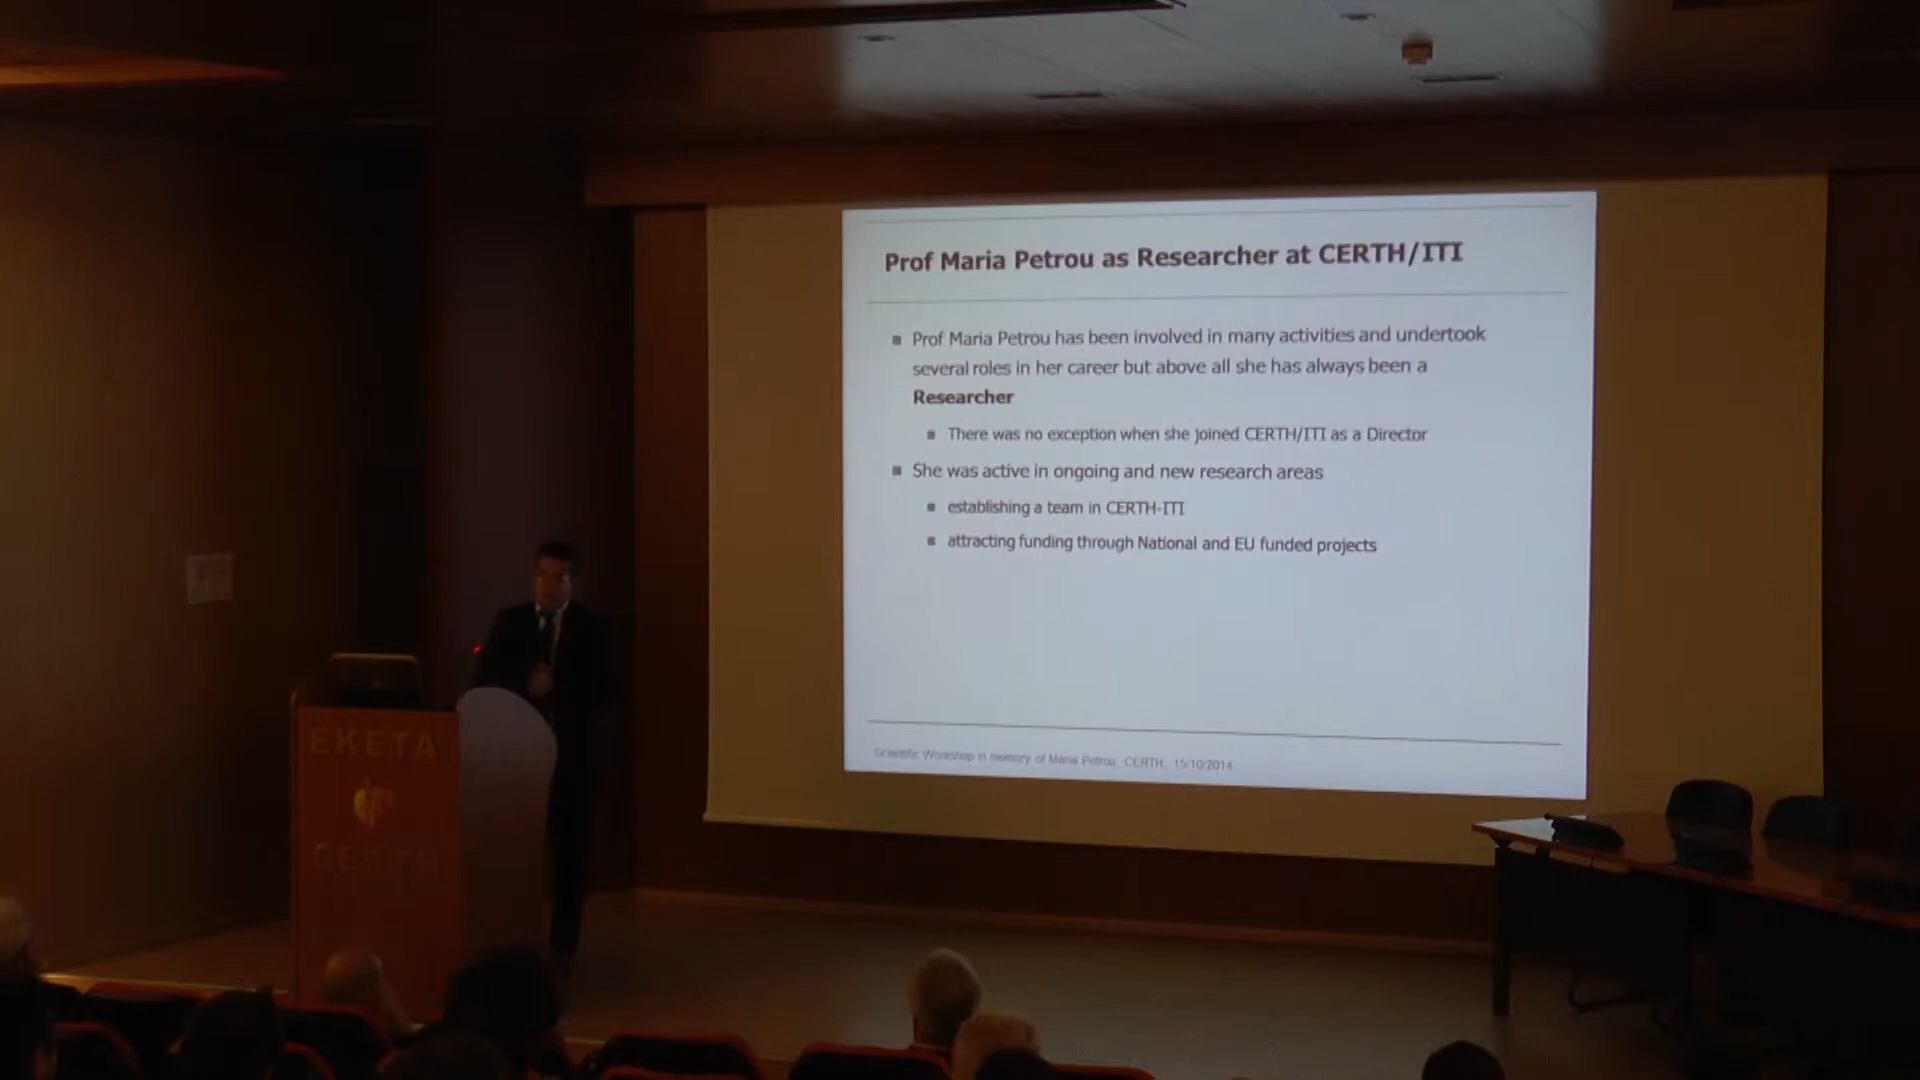 Prof Maria Petrou as Researcher at CERTH/ITI
Prof Maria Petrou has been involved in many activities and undertook
several roles in her career but above all she has always been a
Researcher
There was no exception when she joined CERTH/ITI as a Director
She was active in ongoing and new research areas
establishing a team in CERTH-ITI
attracting funding through National and EU funded projects
Scientific Workshop in memory of Maria Petrou, CERTH, 15/10/2014
EKETA
CERTH